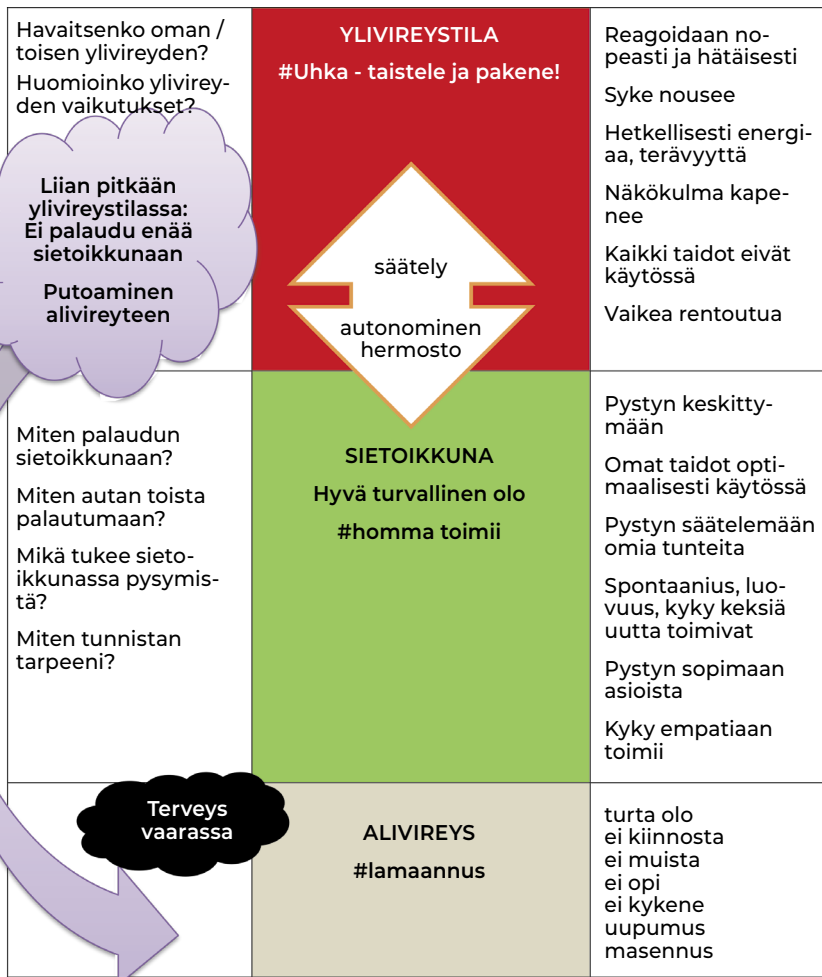 Havaitsenko oman /
toisen ylivireyden?
Huomioinko ylivirey-
den vaikutukset?
Liian pitkään
ylivireystilassa:
Ei palaudu enää
sietoikkunaan
Putoaminen
alivireyteen
YLIVIREYSTILA
#Uhka - taistele ja pakene!
säätely
autonominen
hermosto
Reagoidaan no-
peasti ja hätäisesti
Syke nousee
Hetkellisesti energi-
aa, terävyyttä
Näkökulma kape-
nee
Kaikki taidot eivät
käytössä
Vaikea rentoutua
Miten palaudun
sietoikkunaan?
Miten autan toista
palautumaan?
Mikä tukee sieto-
ikkunassa pysymis-
tä?
Miten tunnistan
tarpeeni?
SIETOIKKUNA
Hyvä turvallinen olo
#homma toimii
Pystyn keskitty-
mään
Omat taidot opti-
maalisesti käytössä
Pystyn säätelemään
omia tunteita
Spontaanius, luo-
vuus, kyky keksiä
uutta toimivat
Pystyn sopimaan
asioista
Kyky empatiaan
toimii
Terveys
vaarassa
ALIVIREYS
#lamaannus
turta olo
ei kiinnosta
ei muista
ei opi
ei kykene
uupumus
masennus